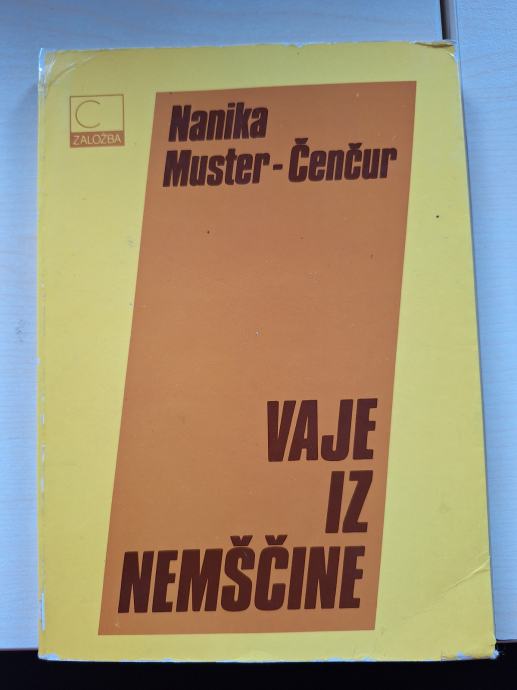 C
ZALOŽBA
Nanika
Muster-Čenčur
VAJE
IZ
NEMŠČINE